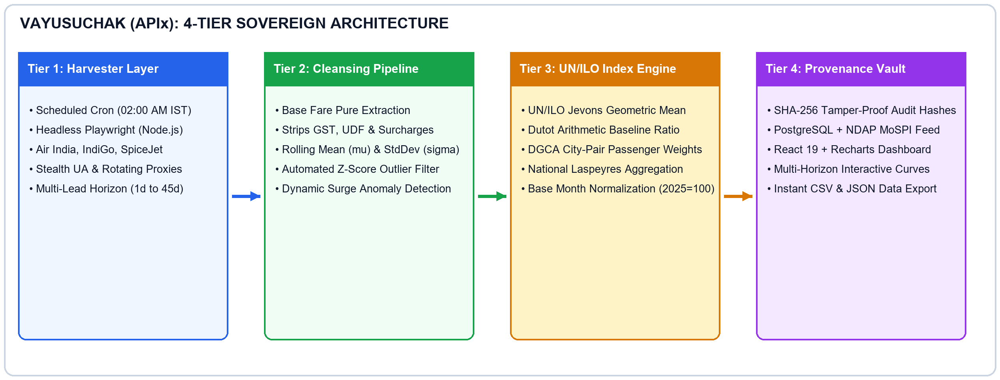 VAYUSUCHAK (APIx): 4-TIER SOVEREIGN ARCHITECTURE
Tier 1: Harvester Layer
• Scheduled Cron (02:00 AM IST)
• Headless Playwright (Node.js)
• Air India, IndiGo, SpiceJet
• Stealth UA & Rotating Proxies
• Multi-Lead Horizon (1d to 45d)
Tier 2: Cleansing Pipeline
• Base Fare Pure Extraction
• Strips GST, UDF & Surcharges
• Rolling Mean (mu) & StdDev (sigma)
• Automated Z-Score Outlier Filter
• Dynamic Surge Anomaly Detection
Tier 3: UN/ILO Index Engine
• UN/ILO Jevons Geometric Mean
• Dutot Arithmetic Baseline Ratio
• DGCA City-Pair Passenger Weights
• National Laspeyres Aggregation
• Base Month Normalization (2025=100)
Tier 4: Provenance Vault
• SHA-256 Tamper-Proof Audit Hashes
• PostgreSQL + NDAP MoSPI Feed
• React 19 + Recharts Dashboard
• Multi-Horizon Interactive Curves
• Instant CSV & JSON Data Export